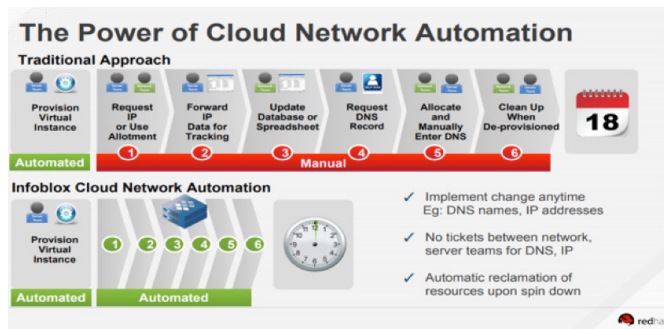 The Power of Cloud Network Automation
Traditional Approach
Provision
Virtual
Instance
Automated
Request
IP
or Use
Allotment
1
Forward
IP
Data for
Tracking
2
Update
Database or
Spreadsheet
3
Request
DNS
Record
4
Allocate
and
Manually
Enter DNS
5
Clean Up
When
De-provisioned
6
Manual
18
Infoblox Cloud Network Automation
Provision
Virtual
Instance
Automated
1 2 3 4 5 6
Automated
✓ Implement change anytime
Eg: DNS names, IP addresses
✓ No tickets between network,
server teams for DNS, IP
✓ Automatic reclamation of
resources upon spin down
redha